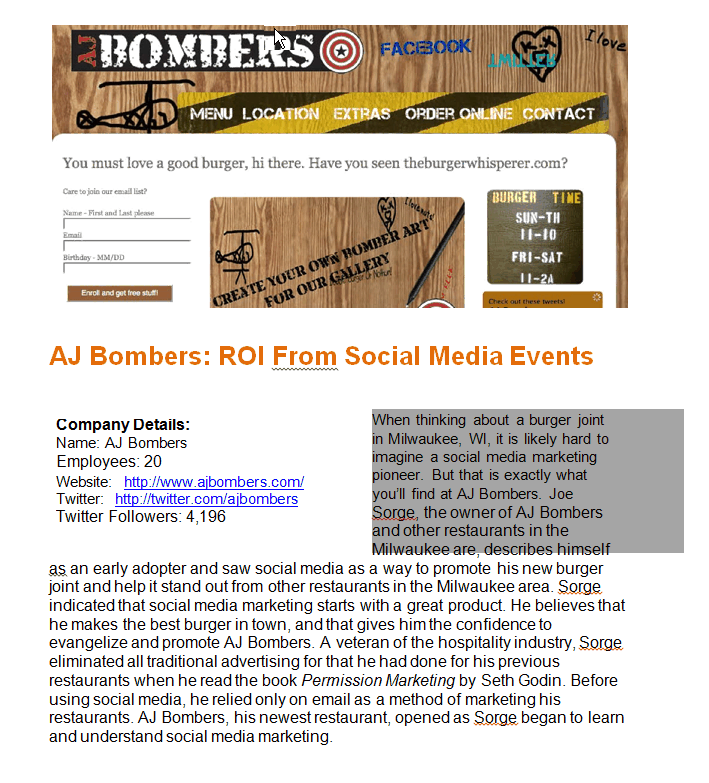 AJ BOMBERS FACEBOOK TWITTER I love
MENU LOCATION EXTRAS ORDER ONLINE CONTACT
You must love a good burger, hi there. Have you seen theburgerwhisperer.com?
Care to join our email list?
Name - First and Last please
Email
Birthday - MM/DD
Enroll and get free stuff!
CREATE YOUR OWN BOMBER ART
FOR OUR GALLERY
BURGER TIME
SUN-TH
11-10
FRI-SAT
11-2A
Check out these tweets!
AJ Bombers: ROI From Social Media Events
Company Details:
Name: AJ Bombers
Employees: 20
Website: http://www.ajbombers.com/
Twitter: http://twitter.com/ajbombers
Twitter Followers: 4,196
When thinking about a burger joint
in Milwaukee, WI, it is likely hard to
imagine a social media marketing
pioneer. But that is exactly what
you'll find at AJ Bombers. Joe
Sorge, the owner of AJ Bombers
and other restaurants in the
Milwaukee are, describes himself
as an early adopter and saw social media as a way to promote his new burger
joint and help it stand out from other restaurants in the Milwaukee area. Sorge
indicated that social media marketing starts with a great product. He believes that
he makes the best burger in town, and that gives him the confidence to
evangelize and promote AJ Bombers. A veteran of the hospitality industry, Sorge
eliminated all traditional advertising for that he had done for his previous
restaurants when he read the book Permission Marketing by Seth Godin. Before
using social media, he relied only on email as a method of marketing his
restaurants. AJ Bombers, his newest restaurant, opened as Sorge began to learn
and understand social media marketing.